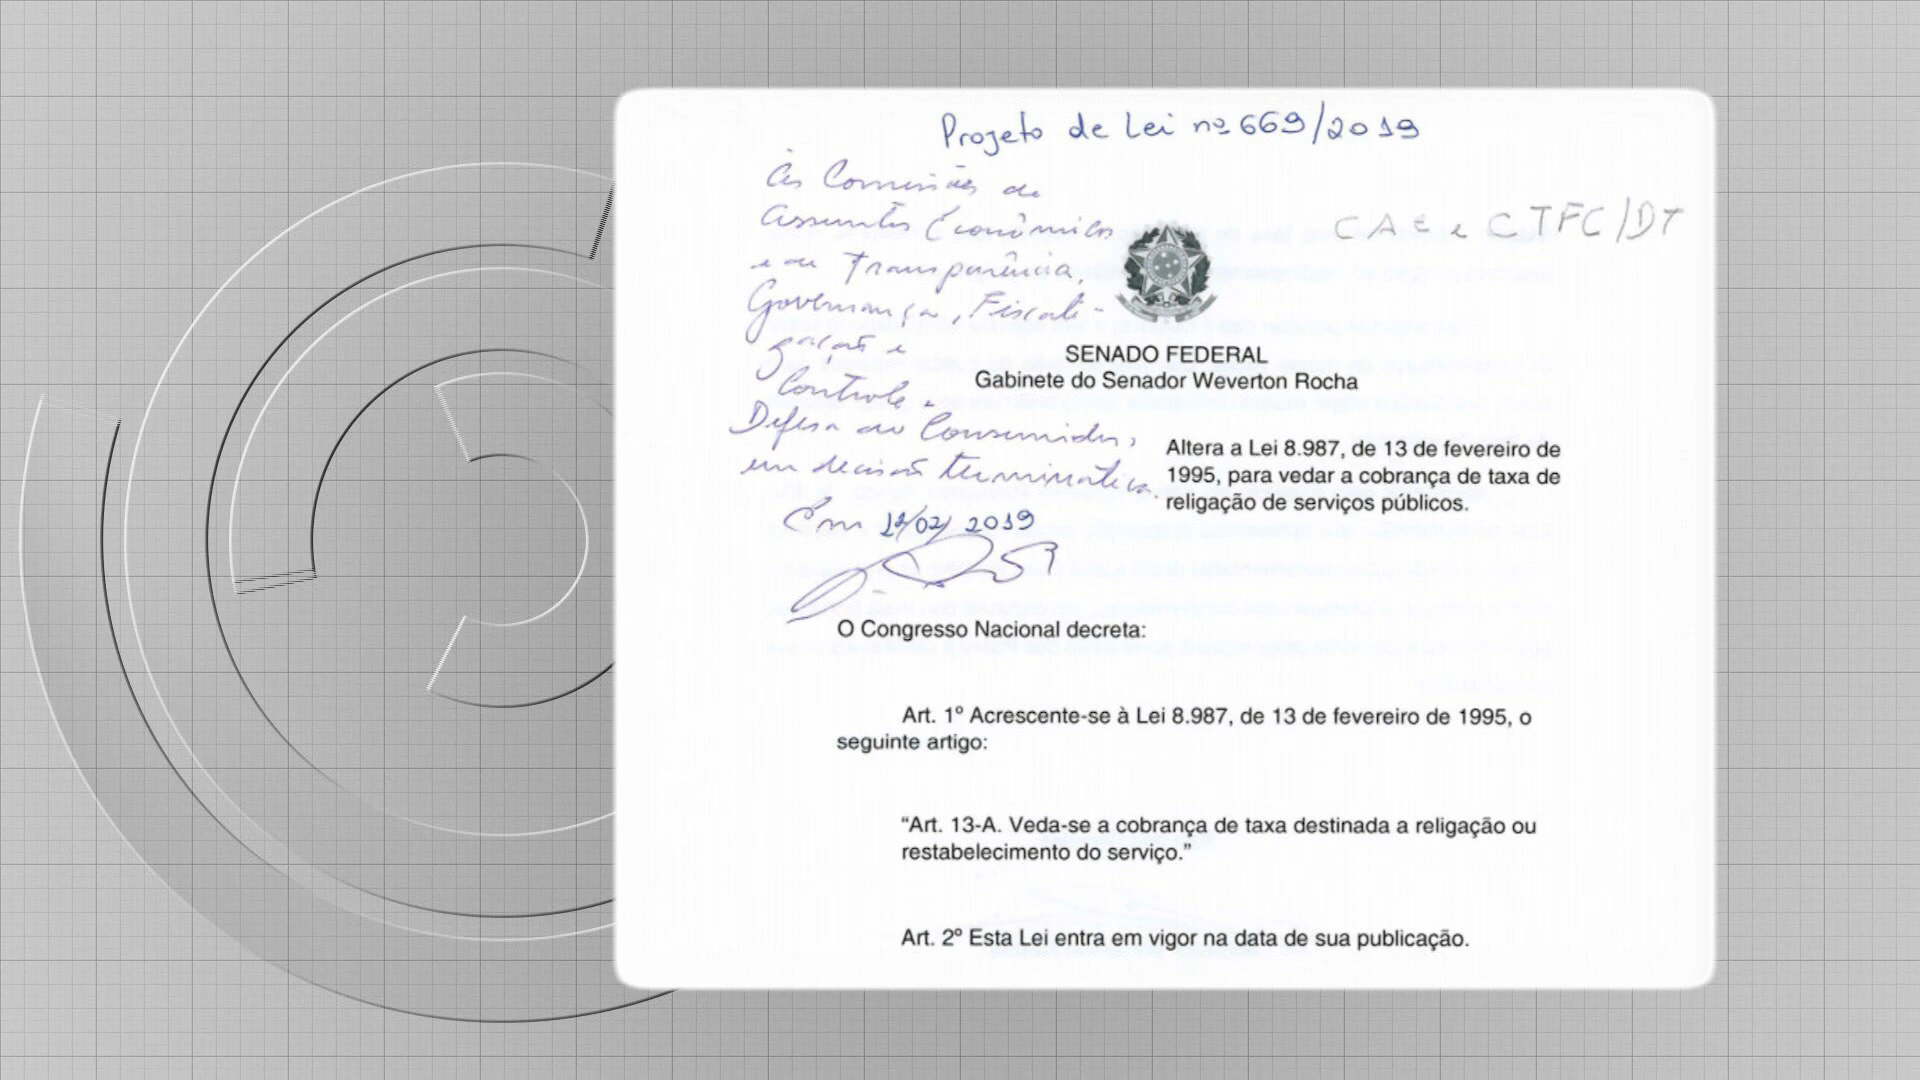 Projeto de Lei nº 669/2019
Às Comissões de
Assuntos Econômicos
e de Transparência,
Governança, Fiscali-
zação e
Controle e
Defesa do Consumidor,
em decisão terminativa.
Em 12/02/2019
CAE e CTFC/DT
SENADO FEDERAL
Gabinete do Senador Weverton Rocha
Altera a Lei 8.987, de 13 de fevereiro de
1995, para vedar a cobrança de taxa de
religação de serviços públicos.
O Congresso Nacional decreta:
Art. 1º Acrescente-se à Lei 8.987, de 13 de fevereiro de 1995, o
seguinte artigo:
“Art. 13-A. Veda-se a cobrança de taxa destinada a religação ou
restabelecimento do serviço.”
Art. 2º Esta Lei entra em vigor na data de sua publicação.